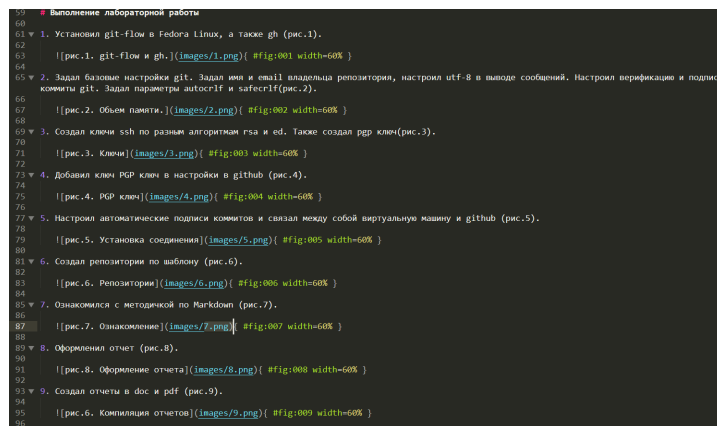 59 # Выполнение лабораторной работы
60
61 1. Установил git-flow в Fedora Linux, а также gh (рис.1).
62
63 ![рис.1. git-flow и gh.](images/1.png){ #fig:001 width=60% }
64
65 2. Задал базовые настройки git. Задал имя и email владельца репозитория, настроил utf-8 в выводе сообщений. Настроил верификацию и подпис
коммиты git. Задал параметры autocrlf и safecrlf(рис.2).
66
67 ![рис.2. Объем памяти.](images/2.png){ #fig:002 width=60% }
68
69 3. Создал ключи ssh по разным алгоритмам rsa и ed. Также создал pgp ключ(рис.3).
70
71 ![рис.3. Ключи](images/3.png){ #fig:003 width=60% }
72
73 4. Добавил ключ PGP ключ в настройки в github (рис.4).
74
75 ![рис.4. PGP ключ](images/4.png){ #fig:004 width=60% }
76
77 5. Настроил автоматические подписи коммитов и связал между собой виртуальную машину и github (рис.5).
78
79 ![рис.5. Установка соединения](images/5.png){ #fig:005 width=60% }
80
81 6. Создал репозитории по шаблону (рис.6).
82
83 ![рис.6. Репозитории](images/6.png){ #fig:006 width=60% }
84
85 7. Ознакомился с методичкой по Markdown (рис.7).
86
87 ![рис.7. Ознакомление](images/7.png){ #fig:007 width=60% }
88
89 8. Оформленил отчет (рис.8).
90
91 ![рис.8. Оформление отчета](images/8.png){ #fig:008 width=60% }
92
93 9. Создал отчеты в doc и pdf (рис.9).
94
95 ![рис.6. Компиляция отчетов](images/9.png){ #fig:009 width=60% }
96